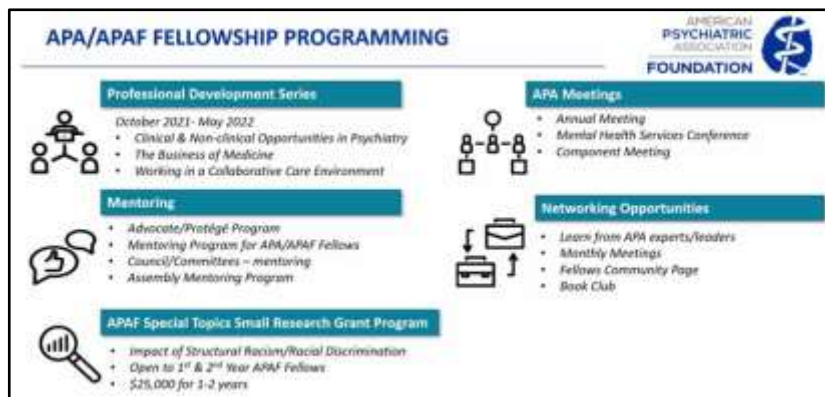 APA/APAF FELLOWSHIP PROGRAMMING
AMERICAN
PSYCHIATRIC
ASSOCIATION
FOUNDATION
Professional Development Series
October 2021- May 2022
• Clinical & Non-clinical Opportunities in Psychiatry
• The Business of Medicine
• Working in a Collaborative Care Environment
Mentoring
• Advocate/Protégé Program
• Mentoring Program for APA/APAF Fellows
• Council/Committees – mentoring
• Assembly Mentoring Program
APAF Special Topics Small Research Grant Program
• Impact of Structural Racism/Racial Discrimination
• Open to 1st & 2nd Year APAF Fellows
• $25,000 for 1-2 years
APA Meetings
• Annual Meeting
• Mental Health Services Conference
• Component Meeting
Networking Opportunities
• Learn from APA experts/leaders
• Monthly Meetings
• Fellows Community Page
• Book Club